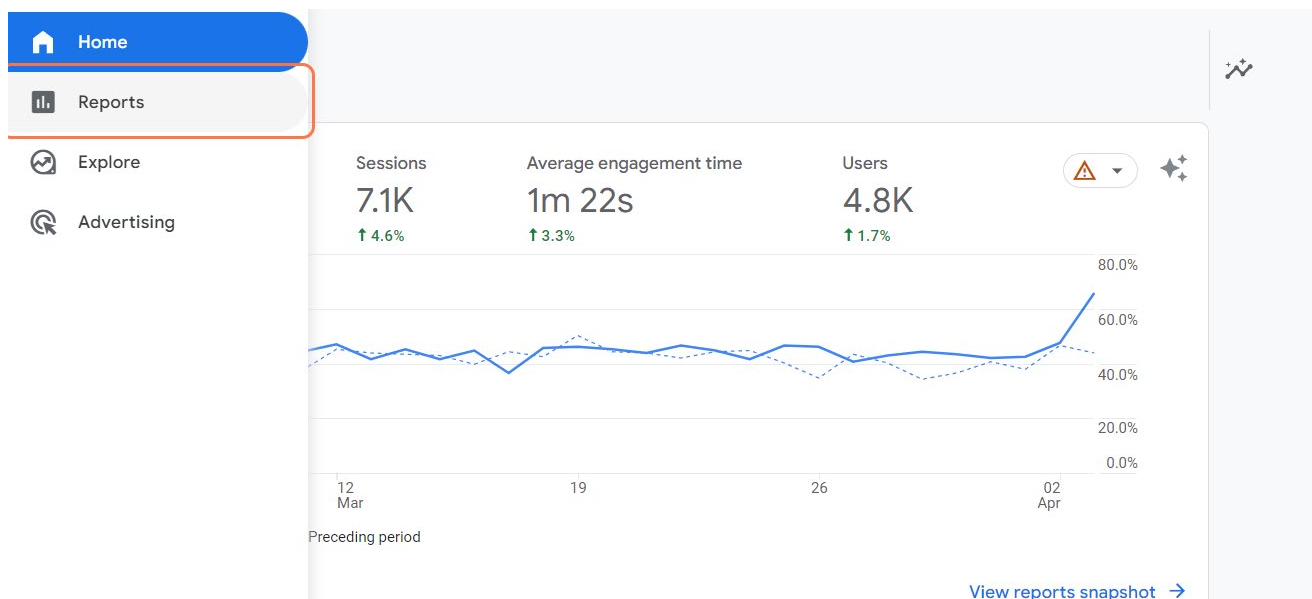 Home
Reports
Explore
Advertising
Sessions
7.1K
4.6%
Average engagement time
1m 22s
3.3%
Users
4.8K
1.7%
80.0%
60.0%
40.0%
20.0%
0.0%
12
Mar
19
26
02
Apr
Preceding period
View reports snapshot